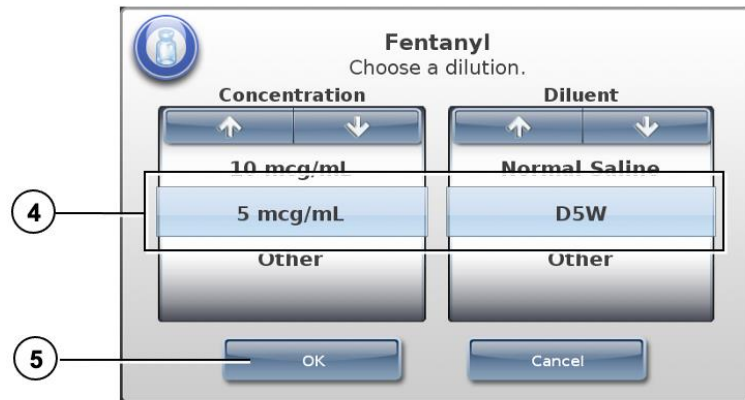 Fentanyl
Choose a dilution.
Concentration Diluent
10 mcg/mL Normal Saline
4 5 mcg/mL D5W
Other Other
5 OK Cancel